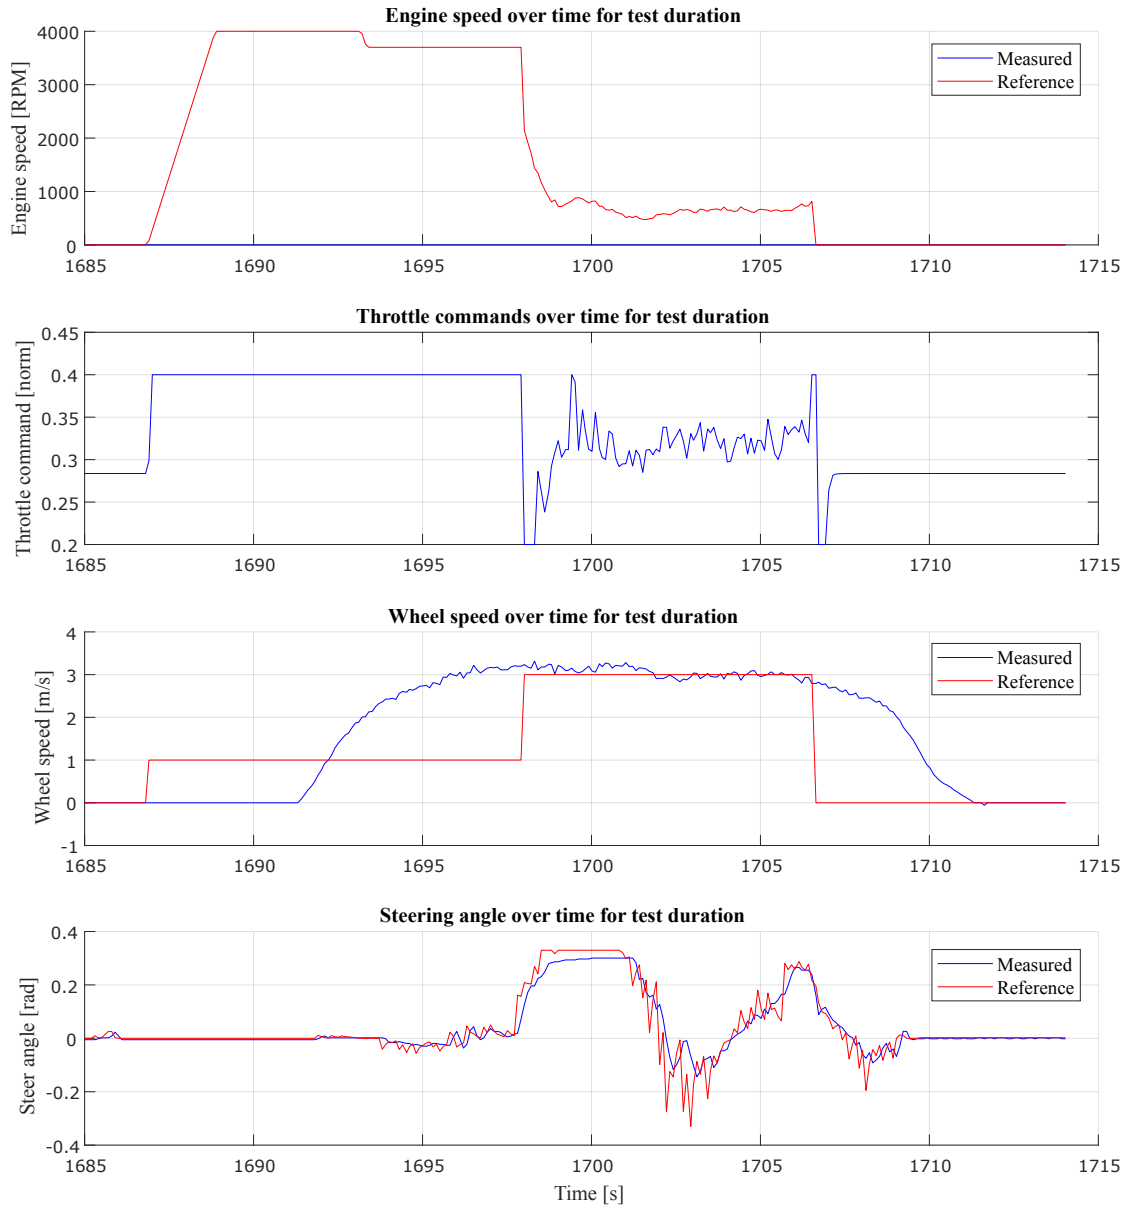 Engine speed over time for test duration
Engine speed [RPM]
4000
3000
2000
1000
0
Measured
Reference
1685 1690 1695 1700 1705 1710 1715
Throttle commands over time for test duration
Throttle command [norm]
0.45
0.4
0.35
0.3
0.25
0.2
1685 1690 1695 1700 1705 1710 1715
Wheel speed over time for test duration
Wheel speed [m/s]
4
3
2
1
0
-1
Measured
Reference
1685 1690 1695 1700 1705 1710 1715
Steering angle over time for test duration
Steer angle [rad]
0.4
0.2
0
-0.2
-0.4
Measured
Reference
1685 1690 1695 1700 1705 1710 1715
Time [s]